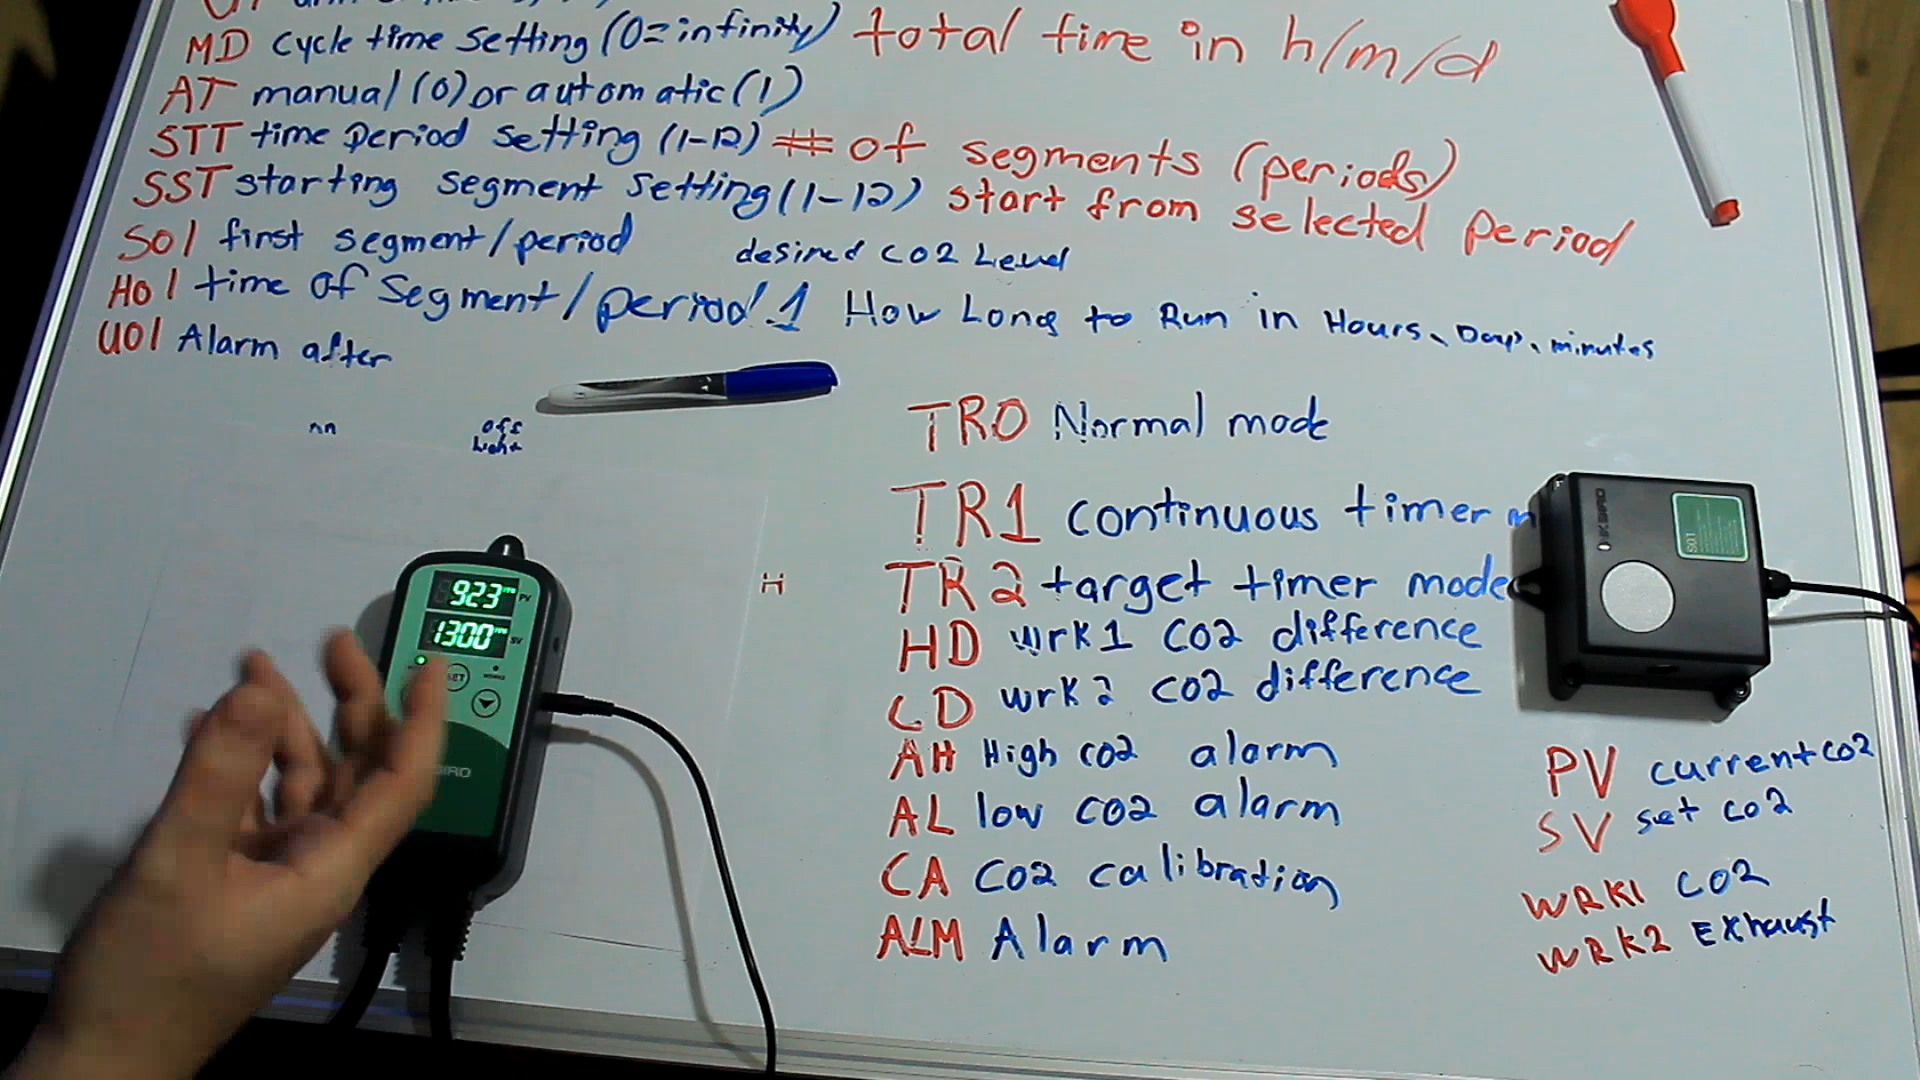 MD cycle time setting (0=infinity) total time in h/m/d
AT manual (0) or automatic (1)
STT time period setting (1-12) # of segments (periods)
SST starting segment setting (1-12) start from selected period
S01 first segment/period desired CO2 Level
H01 time of segment/period 1 How Long to Run in Hours, Days, minutes
U01 Alarm after
off
light
TR0 Normal mode
TR1 continuous timer m
H
TR2 target timer mode
HD wrk1 CO2 difference
CD wrk2 CO2 difference
AH High co2 alarm
AL low co2 alarm
CA CO2 calibration
ALM Alarm
PV current co2
SV set co2
WRK1 CO2
WRK2 Exhaust
923 PV
1300 SV
INKBIRD
S01